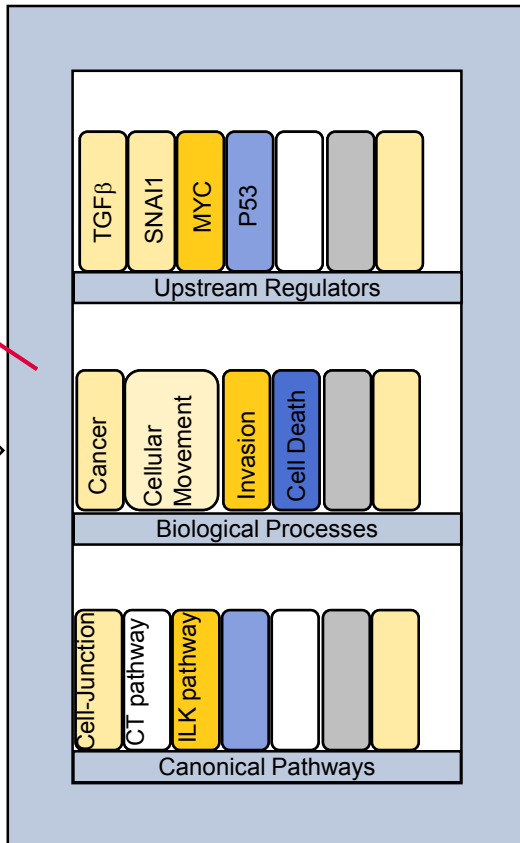 TGFβ
SNAI1
MYC
P53
Upstream Regulators
Cancer
Cellular
Movement
Invasion
Cell Death
Biological Processes
Cell-Junction
CT pathway
ILK pathway
Canonical Pathways